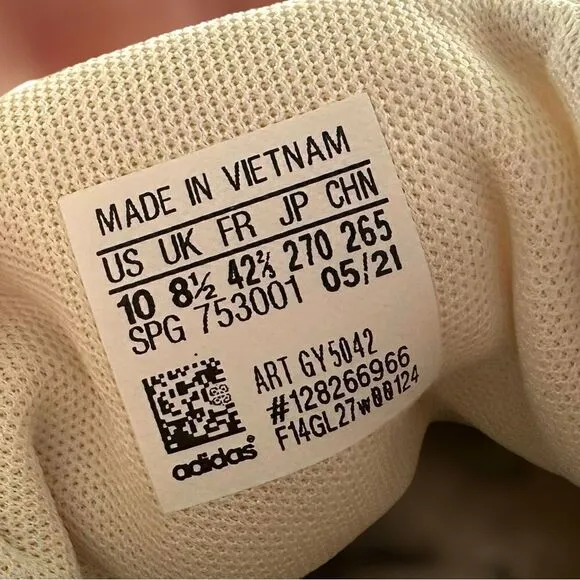 MADE IN VIETNAM
US UK FR JP CHN
10 8½ 42⅔ 270 265
SPG 753001 05/21
ART GY5042
#128266966
F14GL27W00124
adidas®